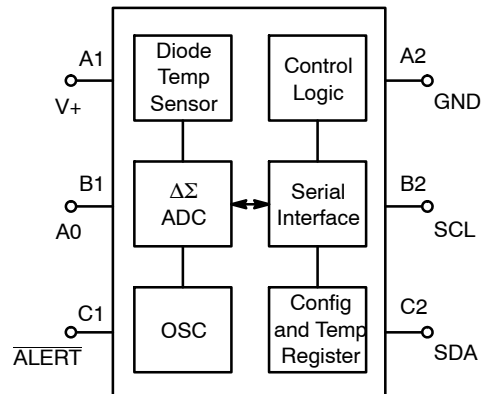 A1
V+
B1
A0
C1
ALERT
Diode
Temp
Sensor
ΔΣ
ADC
OSC
Control
Logic
Serial
Interface
Config
and Temp
Register
A2
GND
B2
SCL
C2
SDA